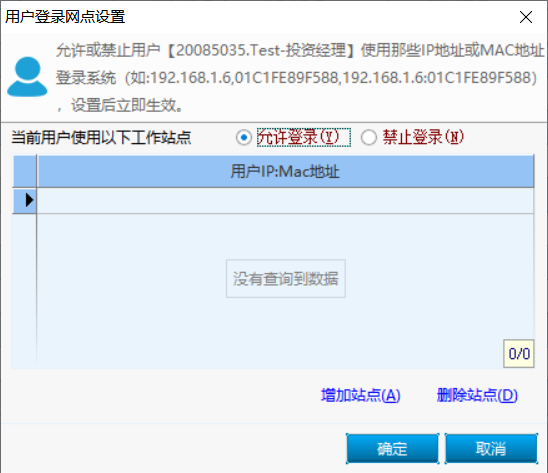 用户登录网点设置
允许或禁止用户【20085035.Test-投资经理】使用那些IP地址或MAC地址
登录系统（如:192.168.1.6,01C1FE89F588,192.168.1.6:01C1FE89F588）
，设置后立即生效。
当前用户使用以下工作站点 允许登录(Y) 禁止登录(N)
用户IP:Mac地址
没有查询到数据
0/0
增加站点(A) 删除站点(D)
确定 取消